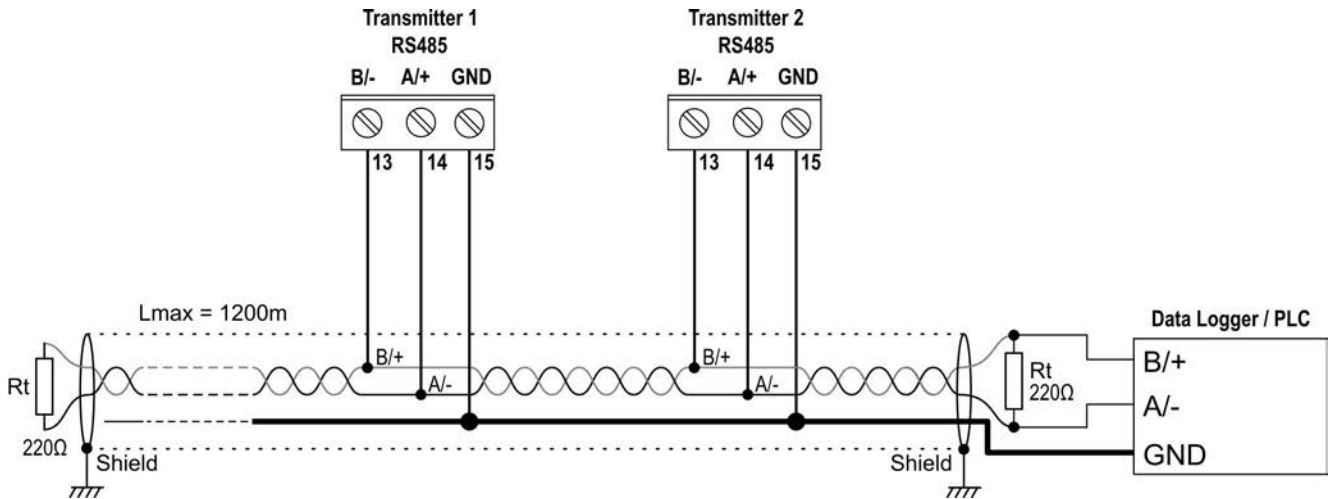 Transmitter 1
RS485
B/- A/+ GND
13 14 15
Transmitter 2
RS485
B/- A/+ GND
13 14 15
Lmax = 1200m
Rt
220Ω
Shield
B/+
A/-
B/+
A/-
Shield
Rt
220Ω
Data Logger / PLC
B/+
A/-
GND